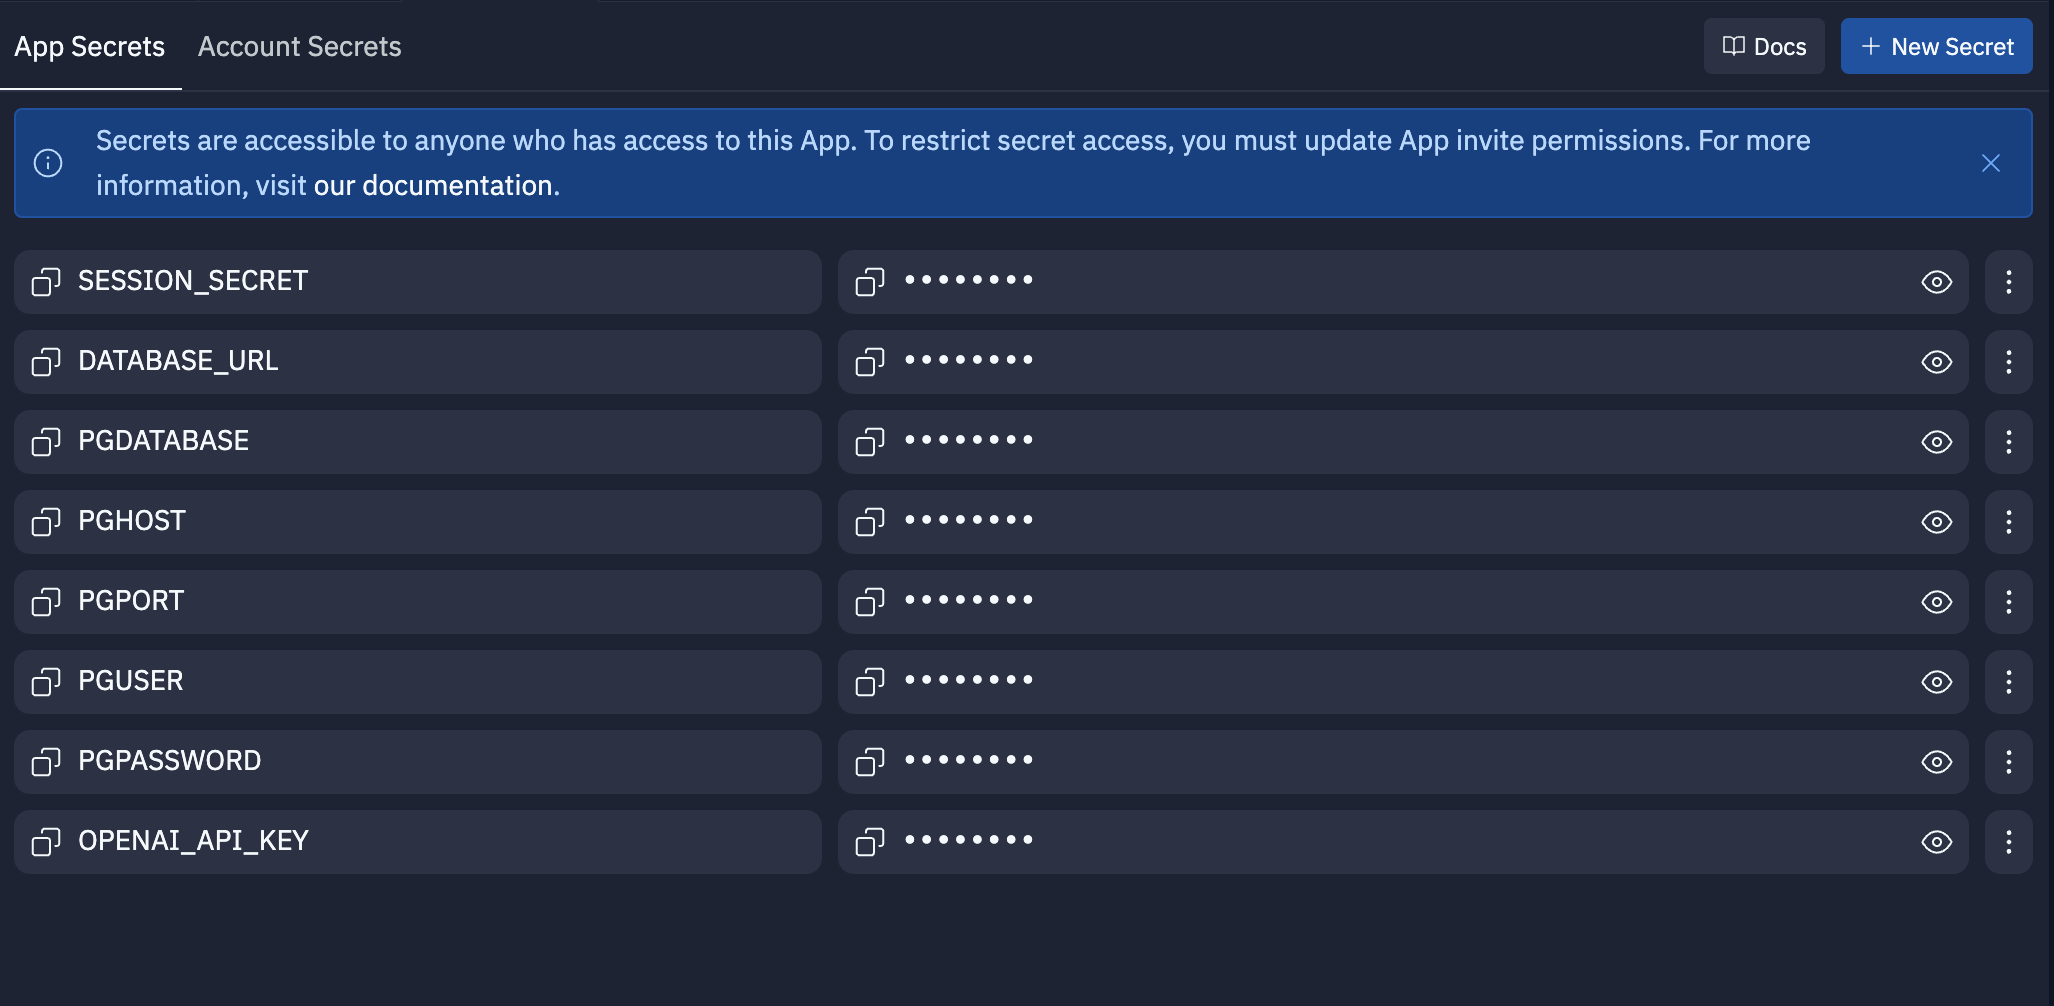 App Secrets
Account Secrets
Docs
New Secret
Secrets are accessible to anyone who has access to this App. To restrict secret access, you must update App invite permissions. For more
information, visit our documentation.
SESSION_SECRET ••••••••
DATABASE_URL ••••••••
PGDATABASE ••••••••
PGHOST ••••••••
PGPORT ••••••••
PGUSER ••••••••
PGPASSWORD ••••••••
OPENAI_API_KEY ••••••••